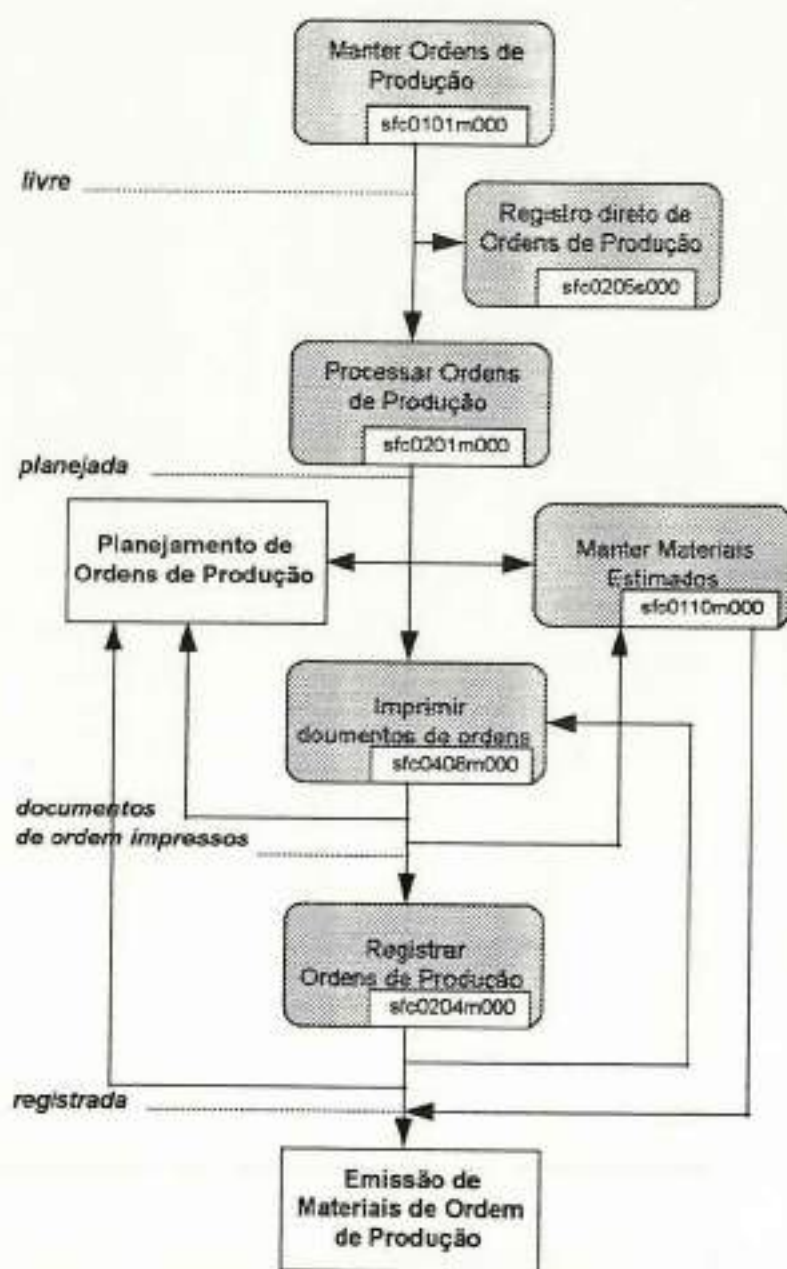 Manter Ordens de
Produção
sfc0101m000
livre
Registro direto de
Ordens de Produção
sfc0205s000
Processar Ordens
de Produção
sfc0201m000
planejada
Planejamento de
Ordens de Produção
Manter Materiais
Estimados
sfc0110m000
Imprimir
doumentos de ordens
sfc0408m000
documentos
de ordem impressos
Registrar
Ordens de Produção
sfc0204m000
registrada
Emissão de
Materiais de Ordem
de Produção